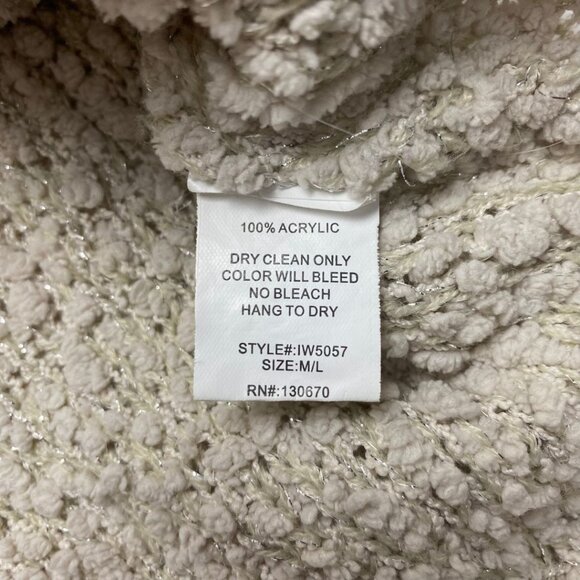 100% ACRYLIC
DRY CLEAN ONLY
COLOR WILL BLEED
NO BLEACH
HANG TO DRY
STYLE#:IW5057
SIZE:M/L
RN#:130670